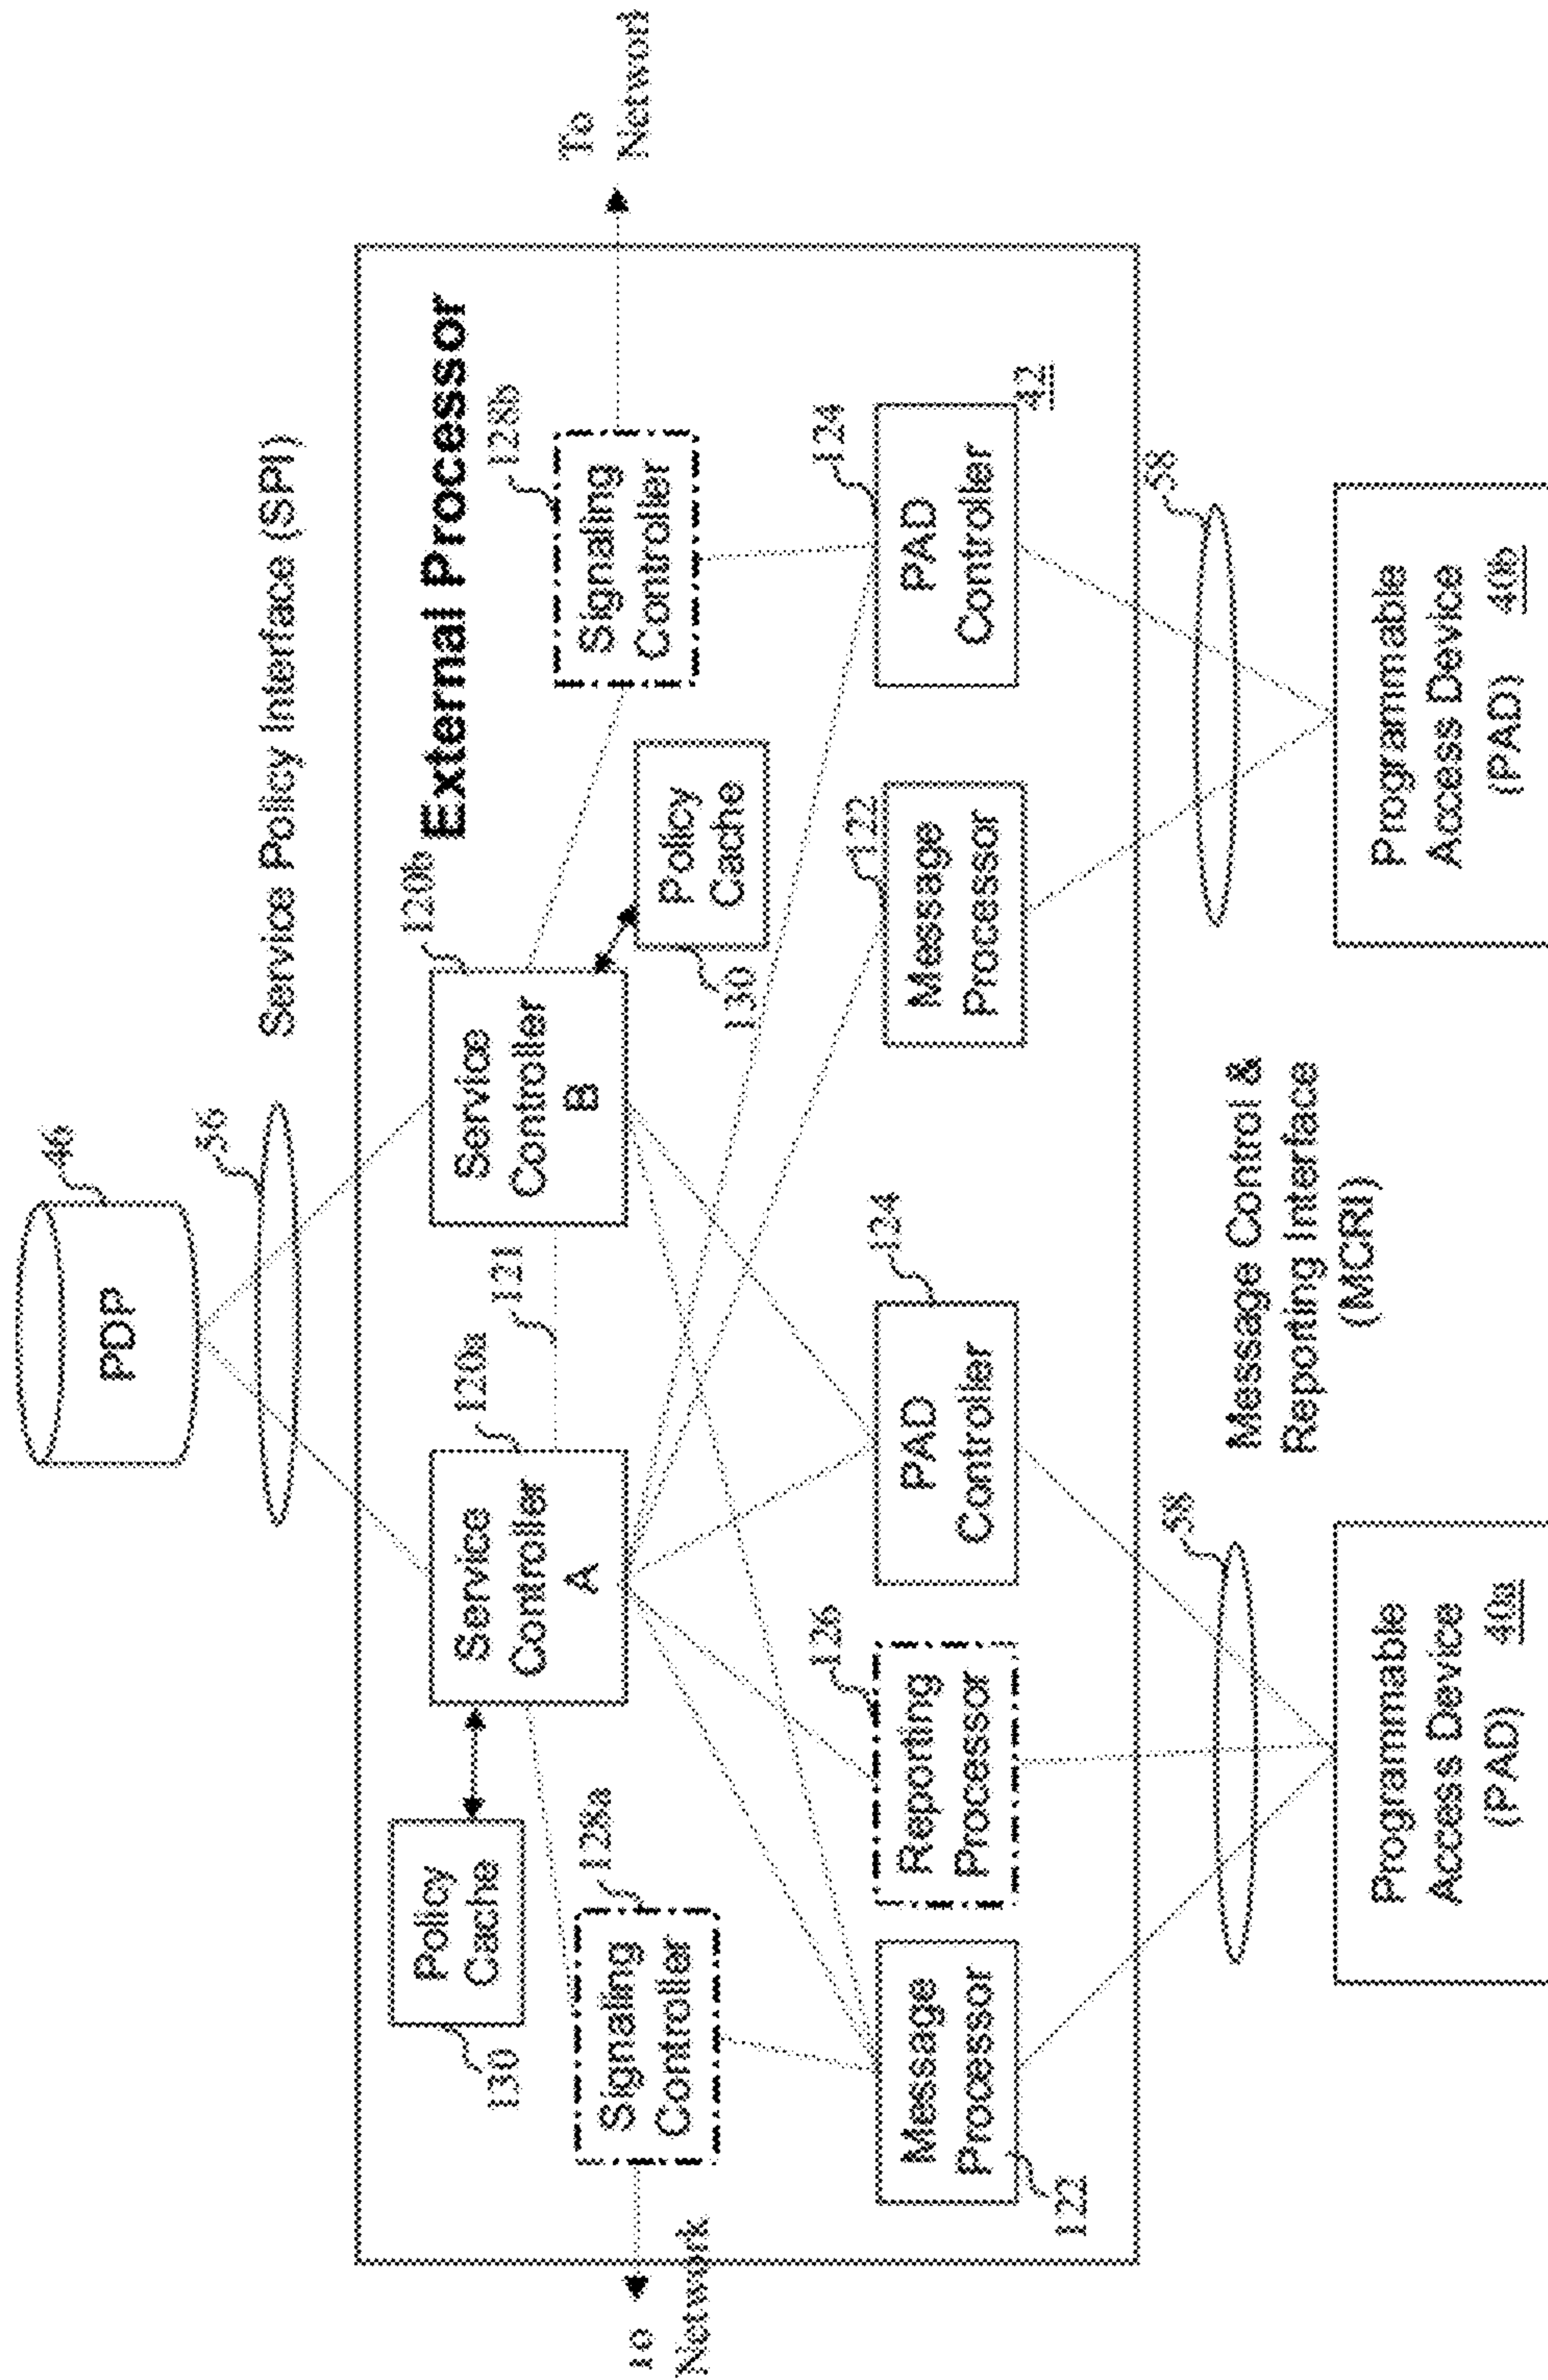 46
PDP
56
Service Policy Interface (SPI)
External Processor
130
Policy
Cache
Service
Controller
A
120a
121
Service
Controller
B
120b
Policy
Cache
130
Signaling
Controller
128a
To
Network
Signaling
Controller
128b
To
Network
Message
Processor
122
Reporting
Processor
126
PAD
Controller
124
Message
Processor
122
PAD
Controller
124
42
58
Message Control &
Reporting Interface
(MCRI)
58
Programmable
Access Device
(PAD) 40a
Programmable
Access Device
(PAD) 40b